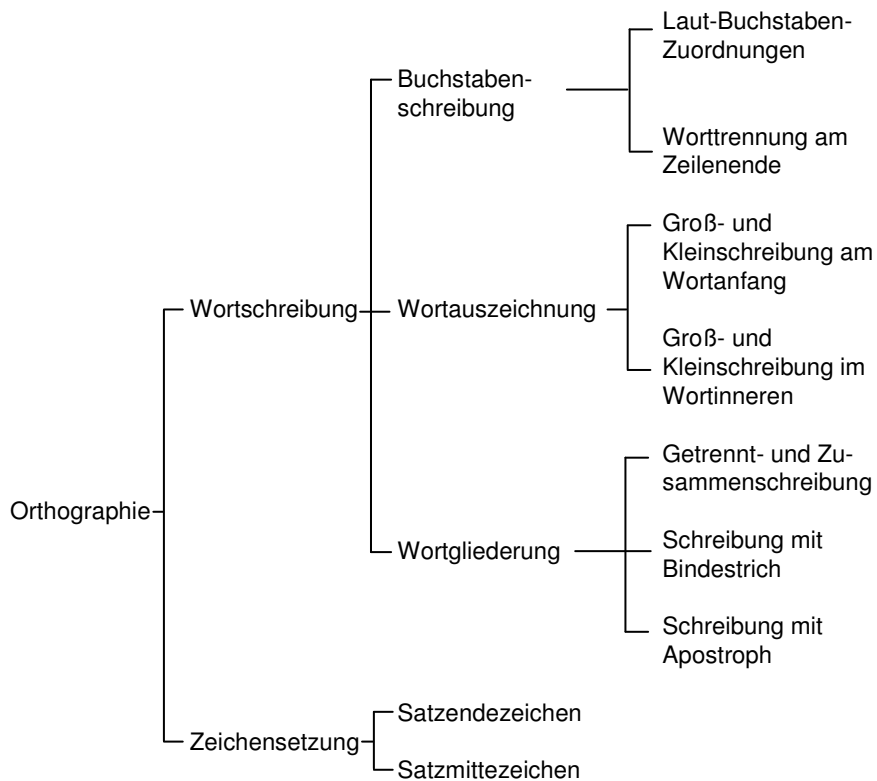 Laut-Buchstaben-
Zuordnungen
Buchstaben-
schreibung
Worttrennung am
Zeilenende
Groß- und
Kleinschreibung am
Wortanfang
Wortschreibung
Wortauszeichnung
Groß- und
Kleinschreibung im
Wortinneren
Getrennt- und Zu-
sammenschreibung
Orthographie
Wortgliederung
Schreibung mit
Bindestrich
Schreibung mit
Apostroph
Satzendezeichen
Zeichensetzung
Satzmittezeichen